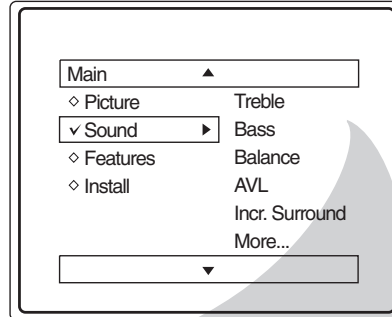 Main
Picture
Sound
Features
Install
Treble
Bass
Balance
AVL
Incr. Surround
More...